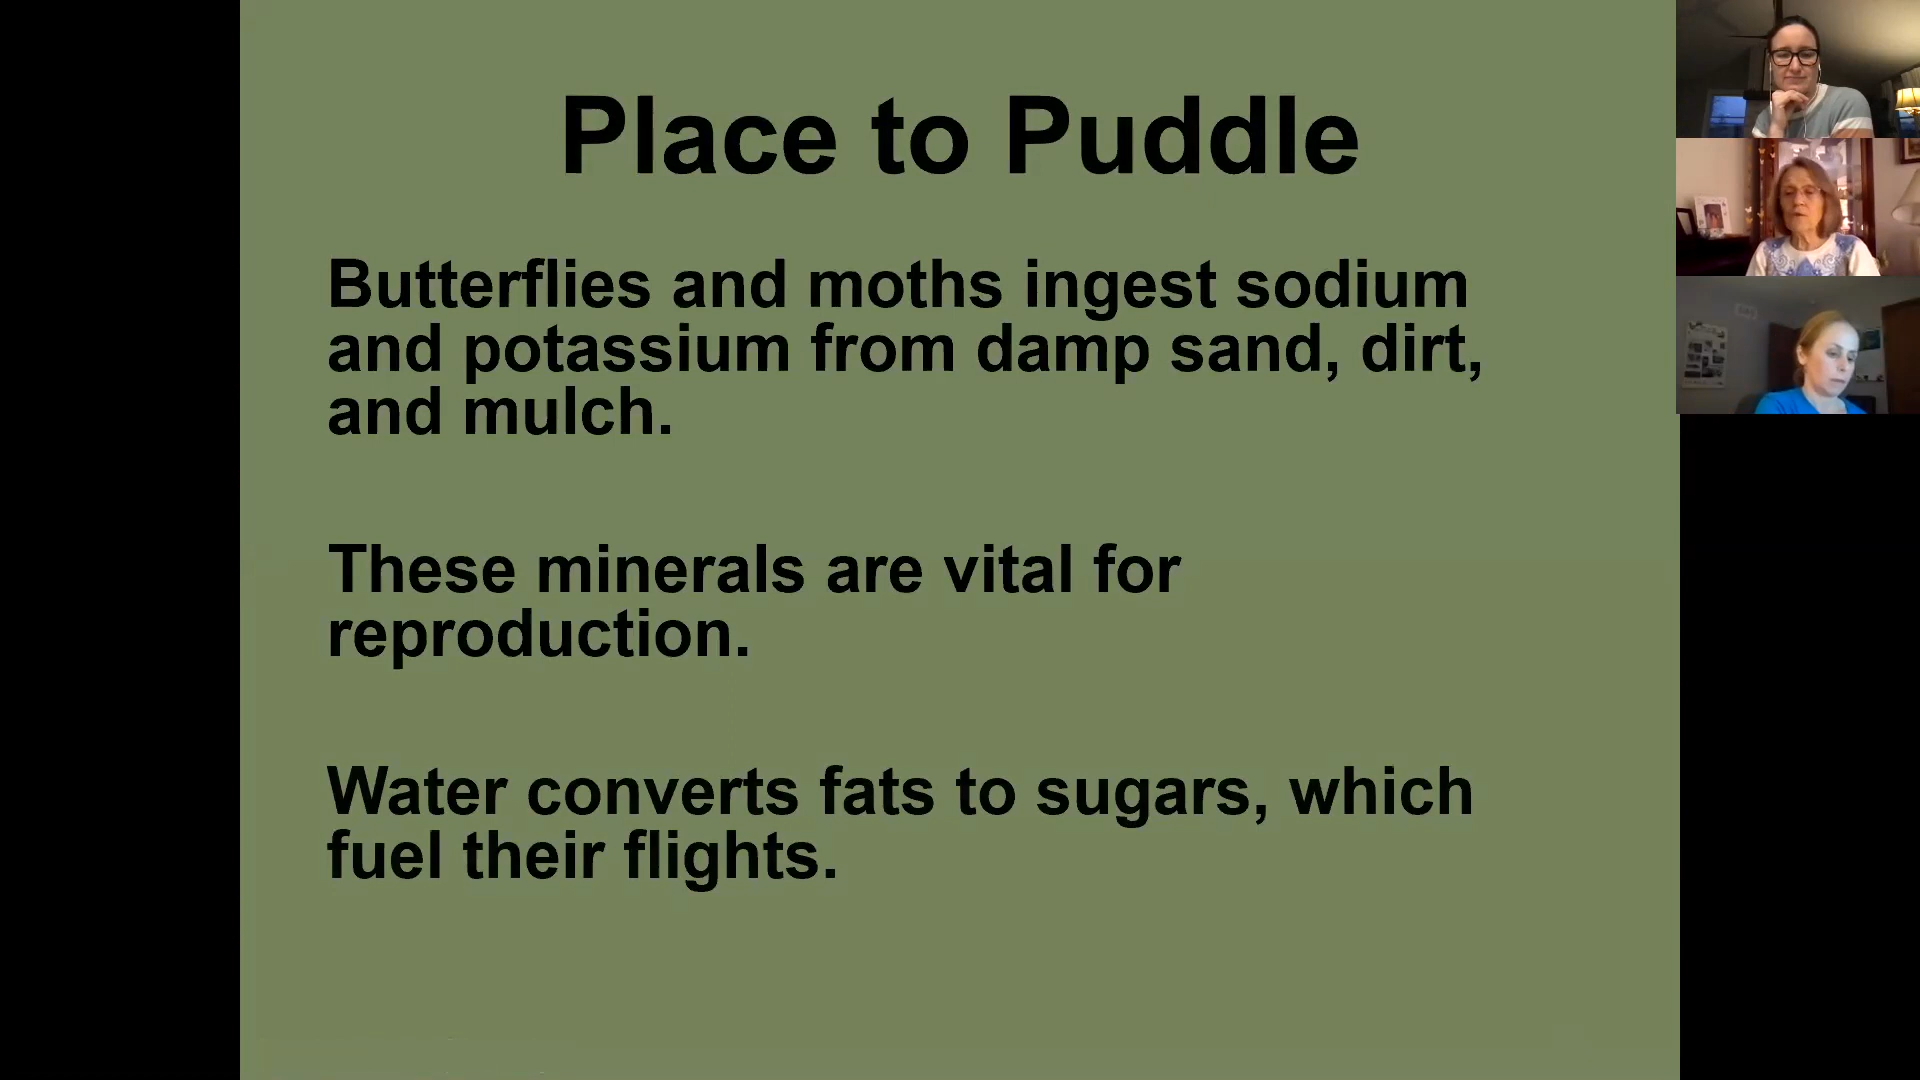 Place to Puddle
Butterflies and moths ingest sodium
and potassium from damp sand, dirt,
and mulch.
These minerals are vital for
reproduction.
Water converts fats to sugars, which
fuel their flights.